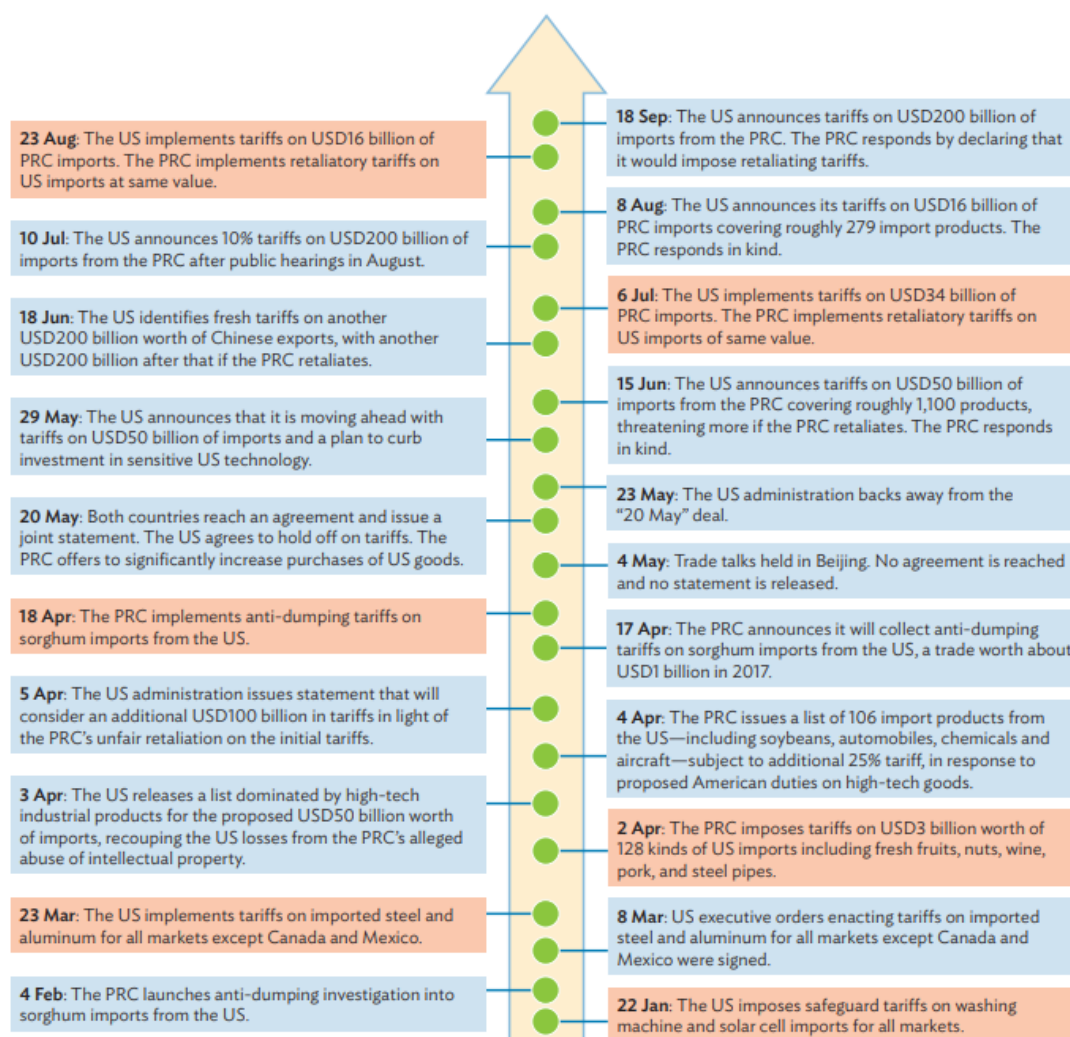 23 Aug: The US implements tariffs on USD16 billion of
PRC imports. The PRC implements retaliatory tariffs on
US imports at same value.
10 Jul: The US announces 10% tariffs on USD200 billion of
imports from the PRC after public hearings in August.
18 Jun: The US identifies fresh tariffs on another
USD200 billion worth of Chinese exports, with another
USD200 billion after that if the PRC retaliates.
29 May: The US announces that it is moving ahead with
tariffs on USD50 billion of imports and a plan to curb
investment in sensitive US technology.
20 May: Both countries reach an agreement and issue a
joint statement. The US agrees to hold off on tariffs. The
PRC offers to significantly increase purchases of US goods.
18 Apr: The PRC implements anti-dumping tariffs on
sorghum imports from the US.
5 Apr: The US administration issues statement that will
consider an additional USD100 billion in tariffs in light of
the PRC's unfair retaliation on the initial tariffs.
3 Apr: The US releases a list dominated by high-tech
industrial products for the proposed USD50 billion worth
of imports, recouping the US losses from the PRC's alleged
abuse of intellectual property.
23 Mar: The US implements tariffs on imported steel and
aluminum for all markets except Canada and Mexico.
4 Feb: The PRC launches anti-dumping investigation into
sorghum imports from the US.
18 Sep: The US announces tariffs on USD200 billion of
imports from the PRC. The PRC responds by declaring that
it would impose retaliating tariffs.
8 Aug: The US announces its tariffs on USD16 billion of
PRC imports covering roughly 279 import products. The
PRC responds in kind.
6 Jul: The US implements tariffs on USD34 billion of
PRC imports. The PRC implements retaliatory tariffs on
US imports of same value.
15 Jun: The US announces tariffs on USD50 billion of
imports from the PRC covering roughly 1,100 products,
threatening more if the PRC retaliates. The PRC responds
in kind.
23 May: The US administration backs away from the
"20 May" deal.
4 May: Trade talks held in Beijing. No agreement is reached
and no statement is released.
17 Apr: The PRC announces it will collect anti-dumping
tariffs on sorghum imports from the US, a trade worth about
USD1 billion in 2017.
4 Apr: The PRC issues a list of 106 import products from
the US—including soybeans, automobiles, chemicals and
aircraft—subject to additional 25% tariff, in response to
proposed American duties on high-tech goods.
2 Apr: The PRC imposes tariffs on USD3 billion worth of
128 kinds of US imports including fresh fruits, nuts, wine,
pork, and steel pipes.
8 Mar: US executive orders enacting tariffs on imported
steel and aluminum for all markets except Canada and
Mexico were signed.
22 Jan: The US imposes safeguard tariffs on washing
machine and solar cell imports for all markets.